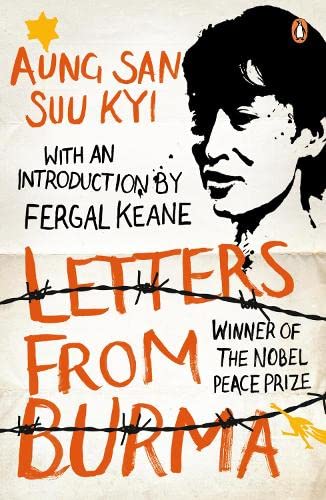 AUNG SAN
SUU KYI
WITH AN
INTRODUCTION BY
FERGAL KEANE
LETTERS
FROM
BURMA
WINNER OF
THE NOBEL
PEACE PRIZE